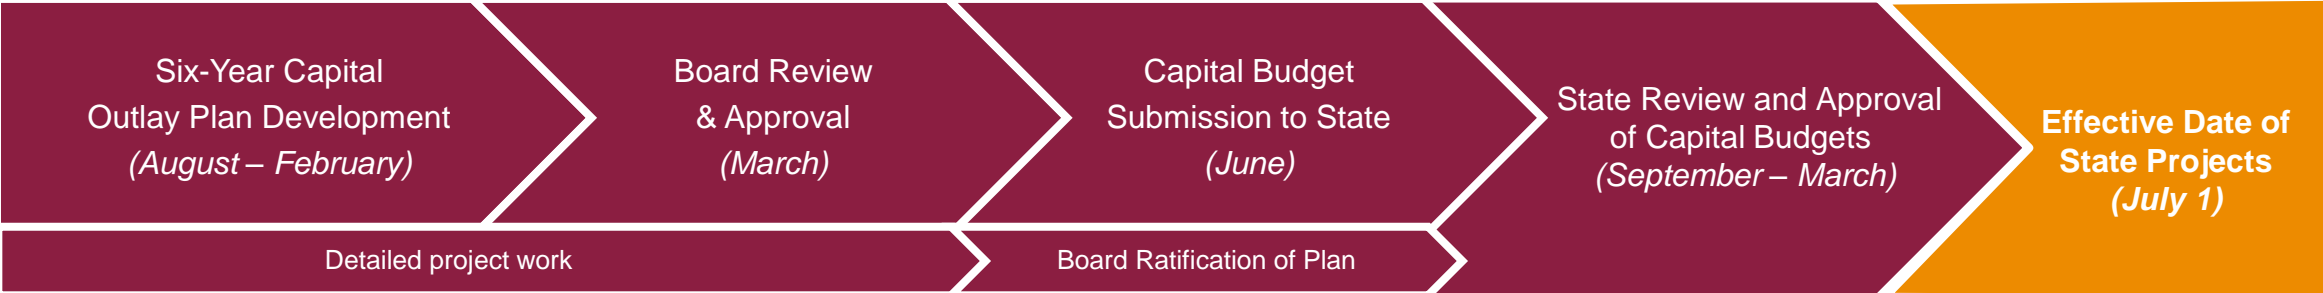 Six-Year Capital
Outlay Plan Development
(August – February)
Board Review
& Approval
(March)
Capital Budget
Submission to State
(June)
State Review and Approval
of Capital Budgets
(September – March)
Effective Date of
State Projects
(July 1)
Detailed project work
Board Ratification of Plan